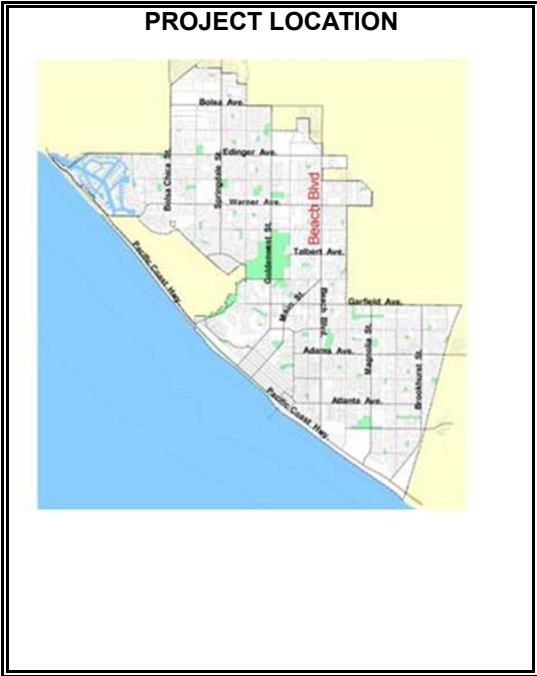 PROJECT LOCATION
Bolsa Ave.
Edinger Ave.
Bolsa Chica St.
Springdale St.
Warner Ave.
Beach Blvd
Goldenwest St.
Talbert Ave.
Pacific Coast Hwy.
Main St.
Beach Blvd.
Garfield Ave.
Magnolia St.
Adams Ave.
Brookhurst St.
Atlanta Ave.
Pacific Coast Hwy.